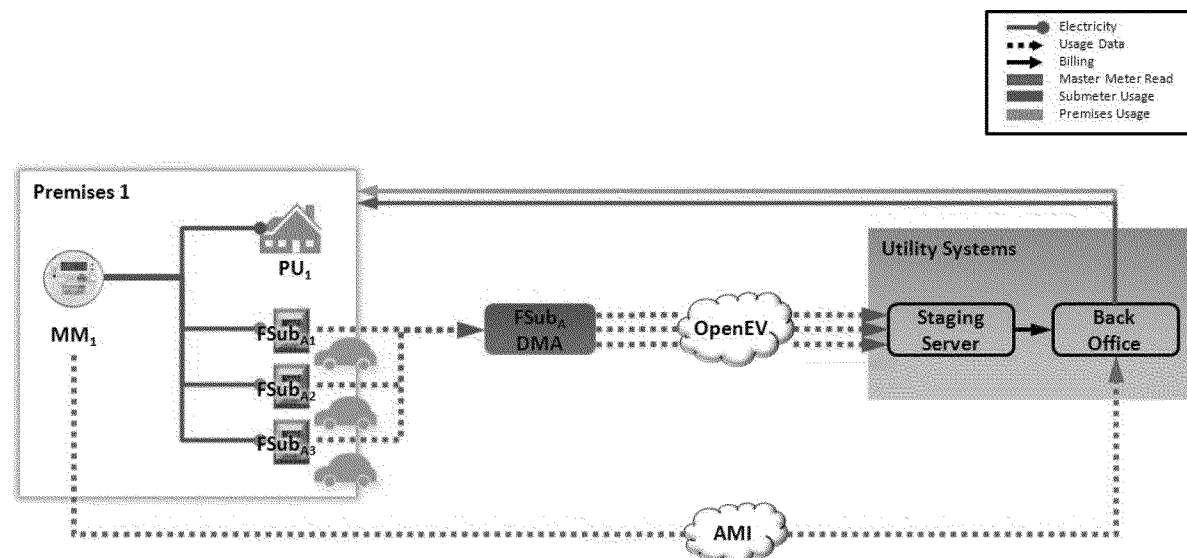 Electricity
Usage Data
Billing
Master Meter Read
Submeter Usage
Premises Usage
Premises 1
PU1
MM1
FSubA1
FSubA2
FSubA3
FSubA
DMA
OpenEV
Utility Systems
Staging
Server
Back
Office
AMI